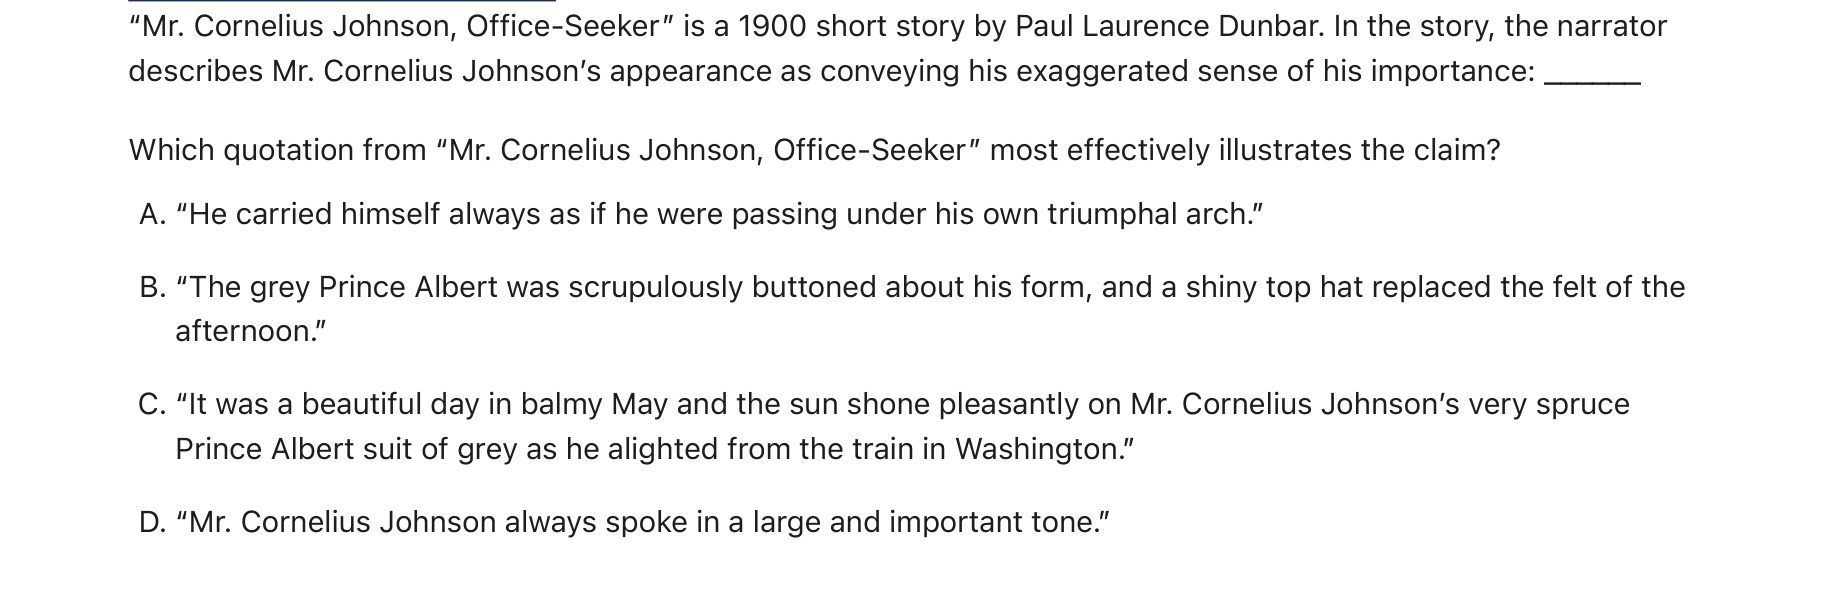 “Mr. Cornelius Johnson, Office-Seeker” is a 1900 short story by Paul Laurence Dunbar. In the story, the narrator
describes Mr. Cornelius Johnson’s appearance as conveying his exaggerated sense of his importance: ______
Which quotation from “Mr. Cornelius Johnson, Office-Seeker” most effectively illustrates the claim?
A. “He carried himself always as if he were passing under his own triumphal arch.”
B. “The grey Prince Albert was scrupulously buttoned about his form, and a shiny top hat replaced the felt of the
afternoon.”
C. “It was a beautiful day in balmy May and the sun shone pleasantly on Mr. Cornelius Johnson’s very spruce
Prince Albert suit of grey as he alighted from the train in Washington.”
D. “Mr. Cornelius Johnson always spoke in a large and important tone.”